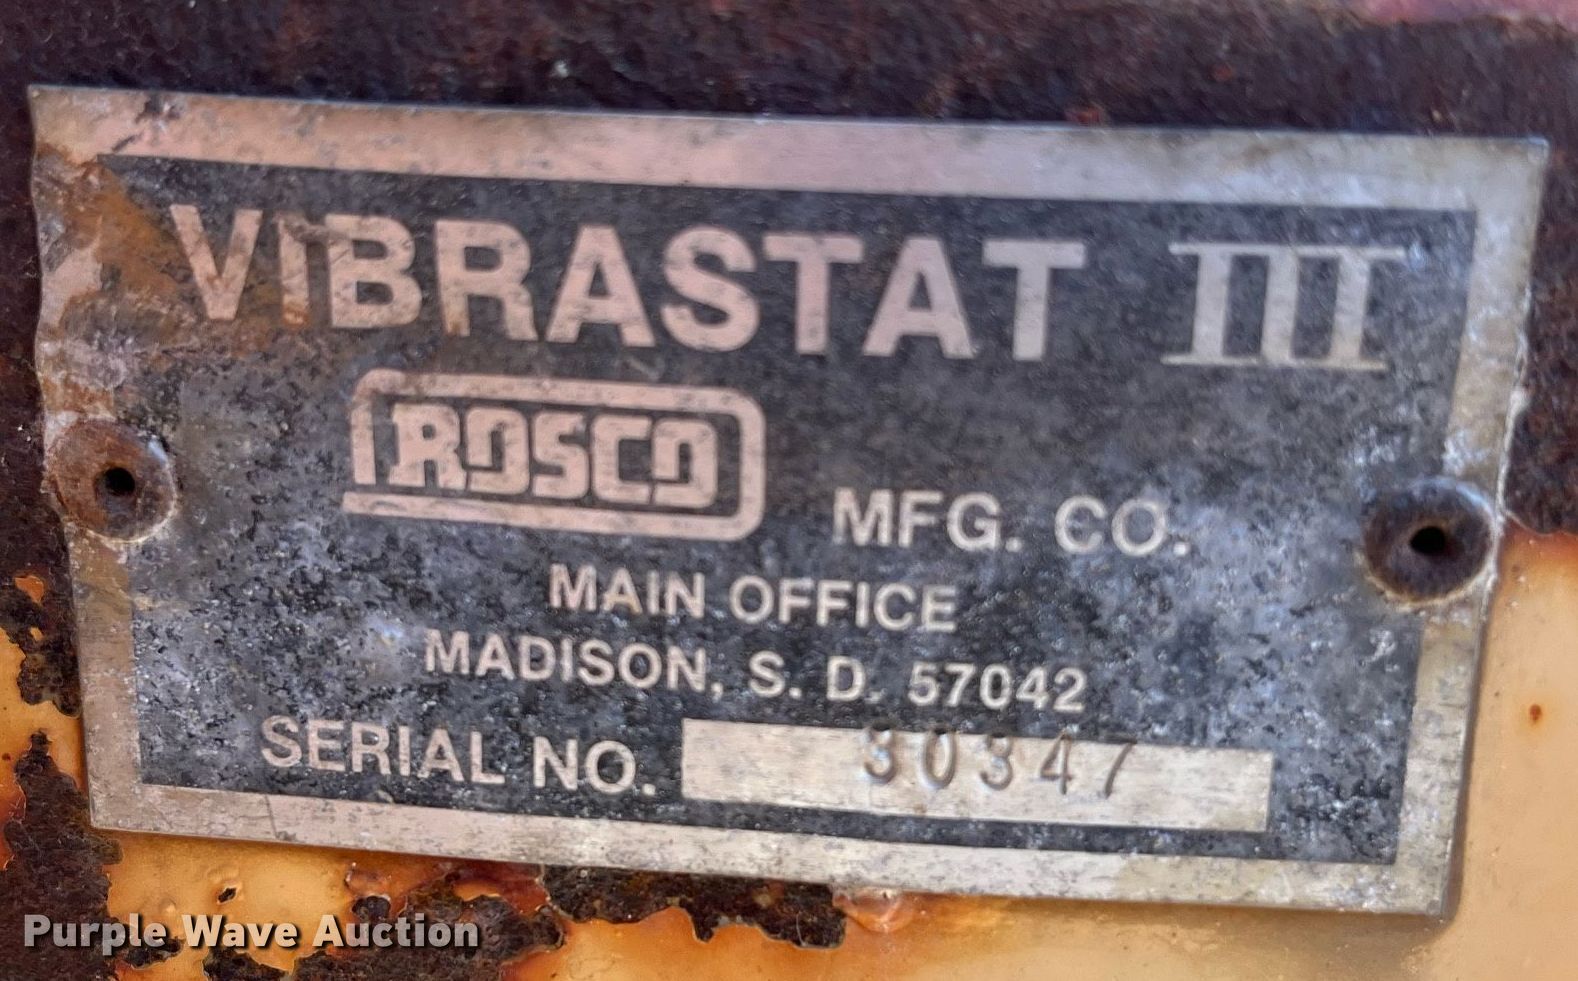 VIBRASTAT III
ROSCO MFG. CO.
MAIN OFFICE
MADISON, S. D. 57042
SERIAL NO. 30347
Purple Wave Auction